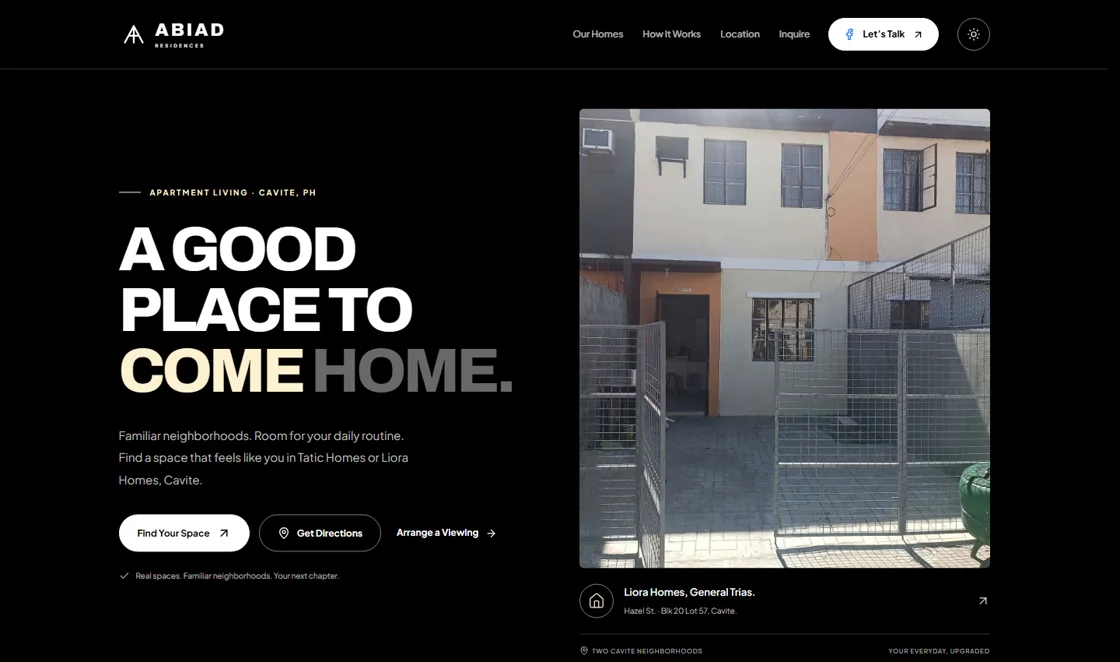 ABIAD
RESIDENCES
Our Homes
How It Works
Location
Inquire
Let's Talk
APARTMENT LIVING · CAVITE, PH
A GOOD
PLACE TO
COME HOME.
Familiar neighborhoods. Room for your daily routine.
Find a space that feels like you in Tatic Homes or Liora
Homes, Cavite.
Find Your Space
Get Directions
Arrange a Viewing
Real spaces. Familiar neighborhoods. Your next chapter.
Liora Homes, General Trias.
Hazel St. · Blk 20 Lot 57, Cavite.
TWO CAVITE NEIGHBORHOODS
YOUR EVERYDAY, UPGRADED